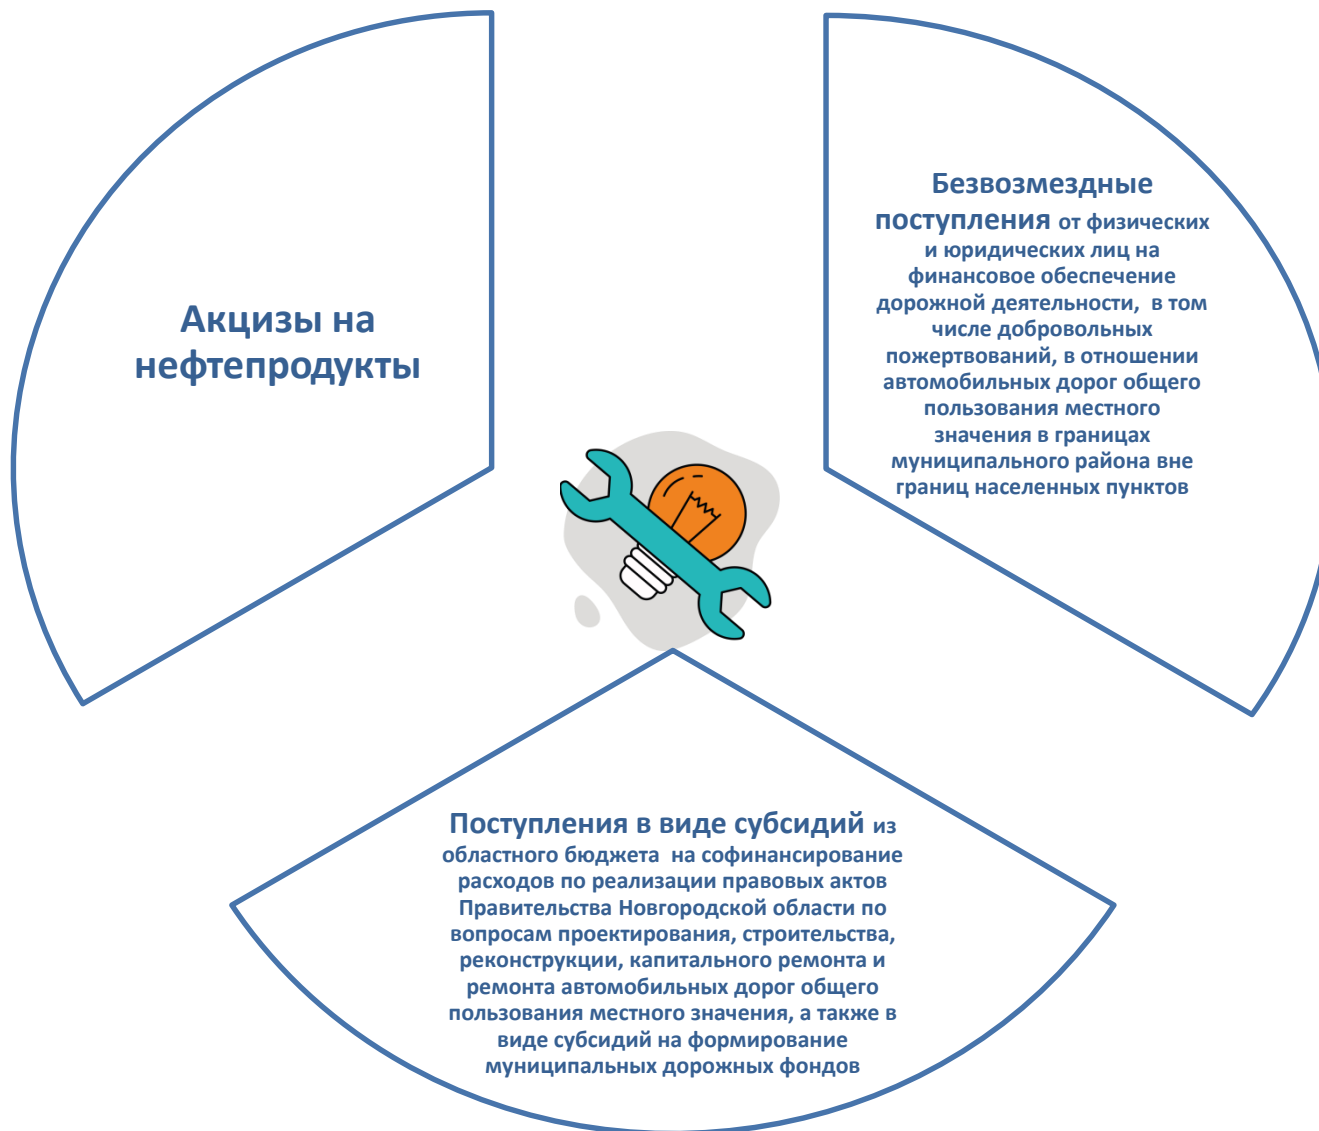 Акцизы на
нефтепродукты
Безвозмездные
поступления от физических
и юридических лиц на
финансовое обеспечение
дорожной деятельности, в том
числе добровольных
пожертвований, в отношении
автомобильных дорог общего
пользования местного
значения в границах
муниципального района вне
границ населенных пунктов
Поступления в виде субсидий из
областного бюджета на софинансирование
расходов по реализации правовых актов
Правительства Новгородской области по
вопросам проектирования, строительства,
реконструкции, капитального ремонта и
ремонта автомобильных дорог общего
пользования местного значения, а также в
виде субсидий на формирование
муниципальных дорожных фондов